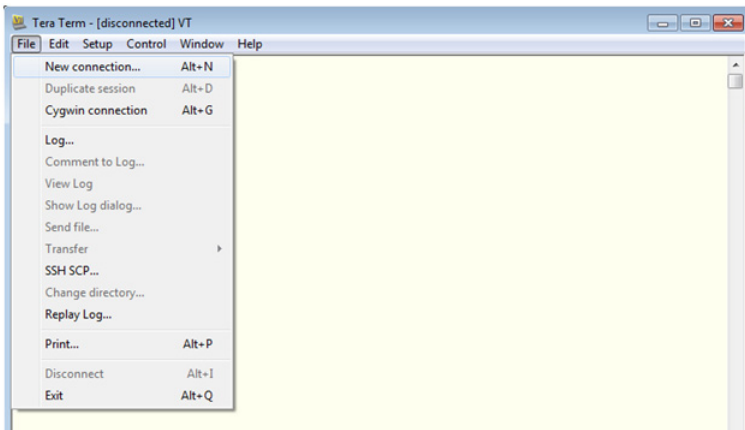 Tera Term - [disconnected] VT
File Edit Setup Control Window Help
New connection... Alt+N
Duplicate session Alt+D
Cygwin connection Alt+G
Log...
Comment to Log...
View Log
Show Log dialog...
Send file...
Transfer
SSH SCP...
Change directory...
Replay Log...
Print... Alt+P
Disconnect Alt+I
Exit Alt+Q